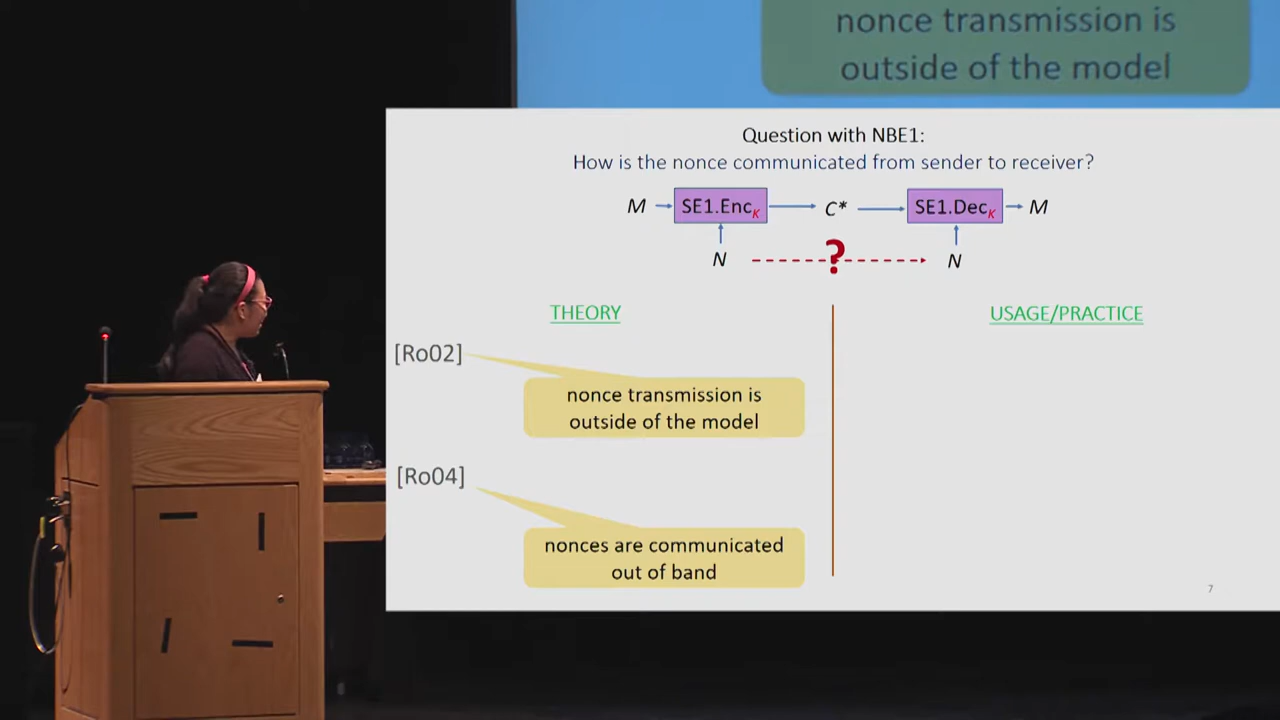 nonce transmission is
outside of the model
Question with NBE1:
How is the nonce communicated from sender to receiver?
M SE1.Enc_K C* SE1.Dec_K M
?
N N
THEORY USAGE/PRACTICE
[Ro02]
nonce transmission is
outside of the model
[Ro04]
nonces are communicated
out of band
7